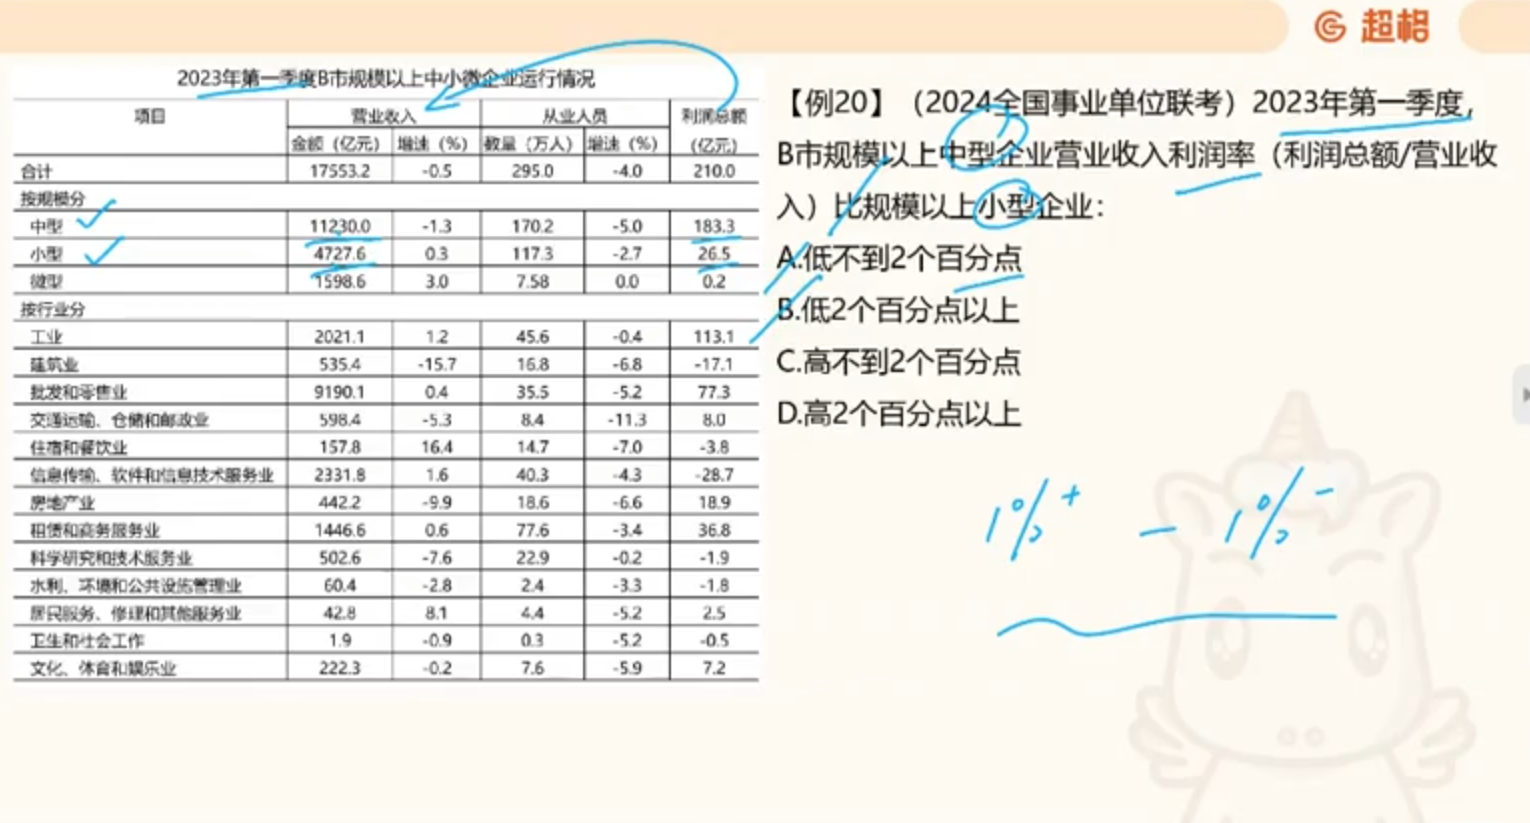 超格
2023年第一季度B市规模以上中小微企业运行情况
项目 营业收入 从业人员 利润总额
金额（亿元） 增速（%） 数量（万人） 增速（%） （亿元）
合计 17553.2 -0.5 295.0 -4.0 210.0
按规模分
中型 11230.0 -1.3 170.2 -5.0 183.3
小型 4727.6 0.3 117.3 -2.7 26.5
微型 1598.6 3.0 7.58 0.0 0.2
按行业分
工业 2021.1 1.2 45.6 -0.4 113.1
建筑业 535.4 -15.7 16.8 -6.8 -17.1
批发和零售业 9190.1 0.4 35.5 -5.2 77.3
交通运输、仓储和邮政业 598.4 -5.3 8.4 -11.3 8.0
住宿和餐饮业 157.8 16.4 14.7 -7.0 -3.8
信息传输、软件和信息技术服务业 2331.8 1.6 40.3 -4.3 -28.7
房地产业 442.2 -9.9 18.6 -6.6 18.9
租赁和商务服务业 1446.6 0.6 77.6 -3.4 36.8
科学研究和技术服务业 502.6 -7.6 22.9 -0.2 -1.9
水利、环境和公共设施管理业 60.4 -2.8 2.4 -3.3 -1.8
居民服务、修理和其他服务业 42.8 8.1 4.4 -5.2 2.5
卫生和社会工作 1.9 -0.9 0.3 -5.2 -0.5
文化、体育和娱乐业 222.3 -0.2 7.6 -5.9 7.2
【例20】（2024全国事业单位联考）2023年第一季度，
B市规模以上中型企业营业收入利润率（利润总额/营业收
入）比规模以上小型企业：
A.低不到2个百分点
B.低2个百分点以上
C.高不到2个百分点
D.高2个百分点以上
1%⁺ － 1%⁻